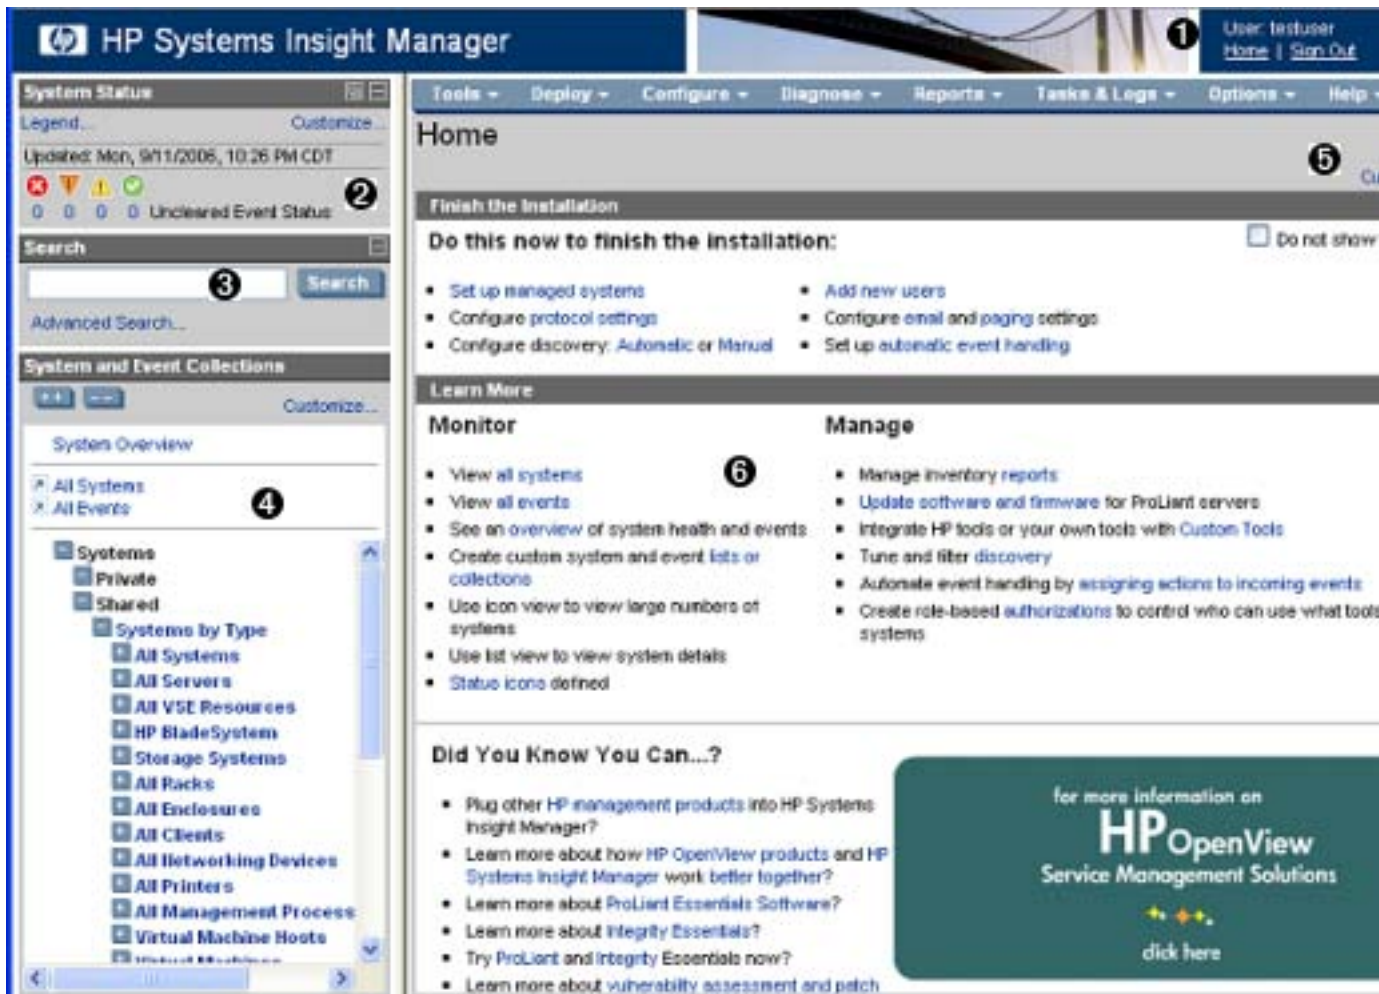 HP Systems Insight Manager
1
User: testuser
Home | Sign Out
System Status
Legend...
Customize...
Updated: Mon, 9/11/2006, 10:26 PM CDT
2
0 0 0 0 Uncleared Event Status
Search
3
Search
Advanced Search...
System and Event Collections
Customize...
System Overview
All Systems
All Events
4
Systems
Private
Shared
Systems by Type
All Systems
All Servers
All VSE Resources
HP BladeSystem
Storage Systems
All Racks
All Enclosures
All Clients
All Networking Devices
All Printers
All Management Process
Virtual Machine Hosts
Virtual Machines
Tools Deploy Configure Diagnose Reports Tasks & Logs Options Help
Home
5
Cu
Finish the Installation
Do this now to finish the installation:
Do not show
Set up managed systems
Configure protocol settings
Configure discovery: Automatic or Manual
Add new users
Configure email and paging settings
Set up automatic event handling
Learn More
Monitor
View all systems
View all events
See an overview of system health and events
Create custom system and event lists or
collections
Use icon view to view large numbers of
systems
Use list view to view system details
Status icons defined
6
Manage
Manage inventory reports
Update software and firmware for ProLiant servers
Integrate HP tools or your own tools with Custom Tools
Tune and filter discovery
Automate event handling by assigning actions to incoming events
Create role-based authorizations to control who can use what tools
systems
Did You Know You Can...?
Plug other HP management products into HP Systems
Insight Manager?
Learn more about how HP OpenView products and HP
Systems Insight Manager work better together?
Learn more about ProLiant Essentials Software?
Learn more about Integrity Essentials?
Try ProLiant and Integrity Essentials now?
Learn more about vulnerability assessment and patch
for more information on
HP OpenView
Service Management Solutions
click here